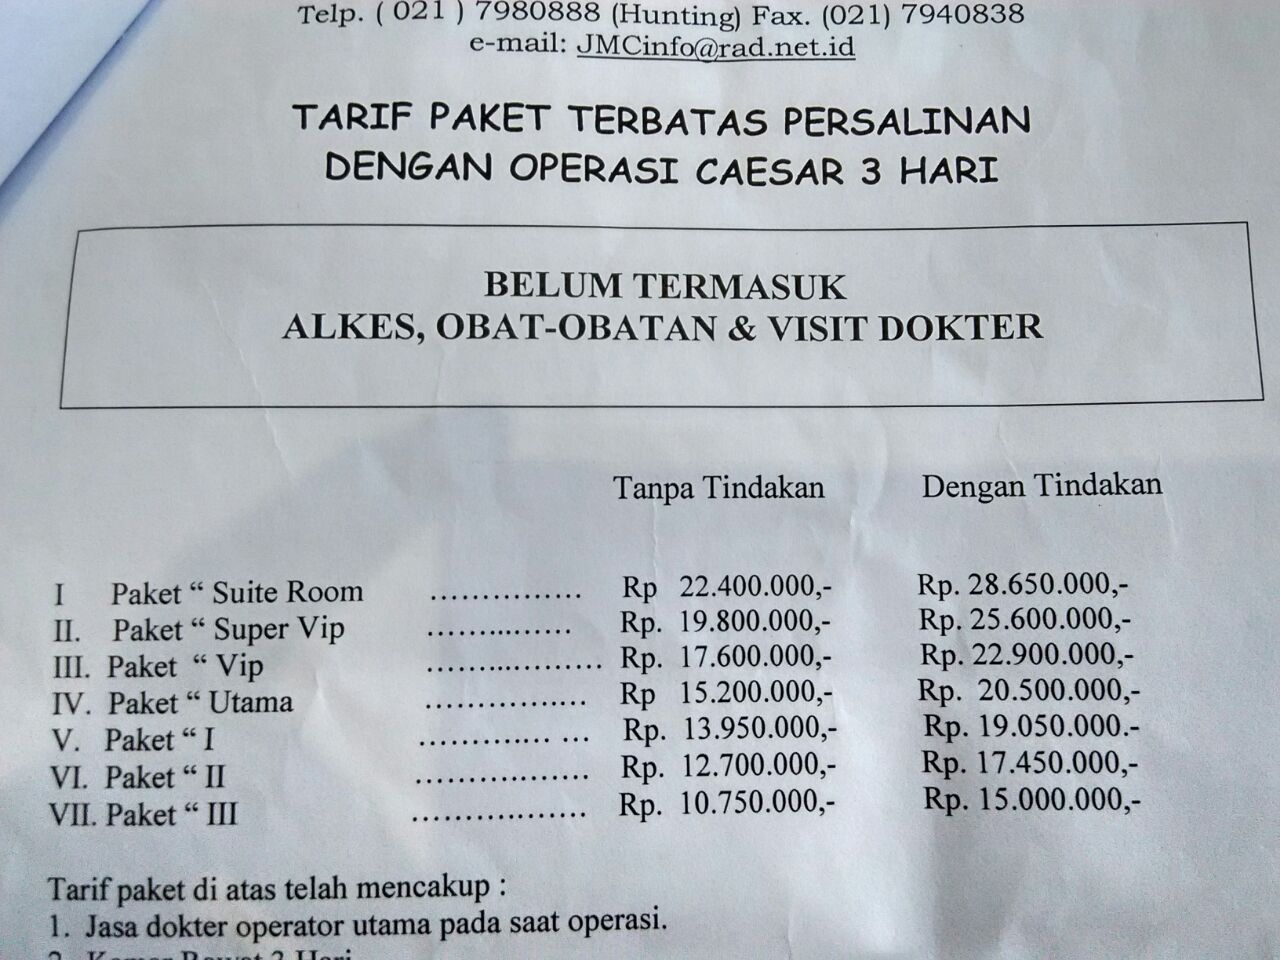 Telp. ( 021 ) 7980888 (Hunting) Fax. (021) 7940838
e-mail: JMCinfo@rad.net.id
TARIF PAKET TERBATAS PERSALINAN
DENGAN OPERASI CAESAR 3 HARI
BELUM TERMASUK
ALKES, OBAT-OBATAN & VISIT DOKTER
Tanpa Tindakan Dengan Tindakan
I Paket “ Suite Room ............... Rp 22.400.000,- Rp. 28.650.000,-
II. Paket “ Super Vip ............... Rp. 19.800.000,- Rp. 25.600.000,-
III. Paket “ Vip .................. Rp. 17.600.000,- Rp. 22.900.000,-
IV. Paket “ Utama ................ Rp 15.200.000,- Rp. 20.500.000,-
V. Paket “ I ............. ... Rp. 13.950.000,- Rp. 19.050.000.-
VI. Paket “ II ................. Rp. 12.700.000,- Rp. 17.450.000,-
VII. Paket “ III ................. Rp. 10.750.000,- Rp. 15.000.000,-
Tarif paket di atas telah mencakup :
1. Jasa dokter operator utama pada saat operasi.
2. Kamar Rawat 3 Hari